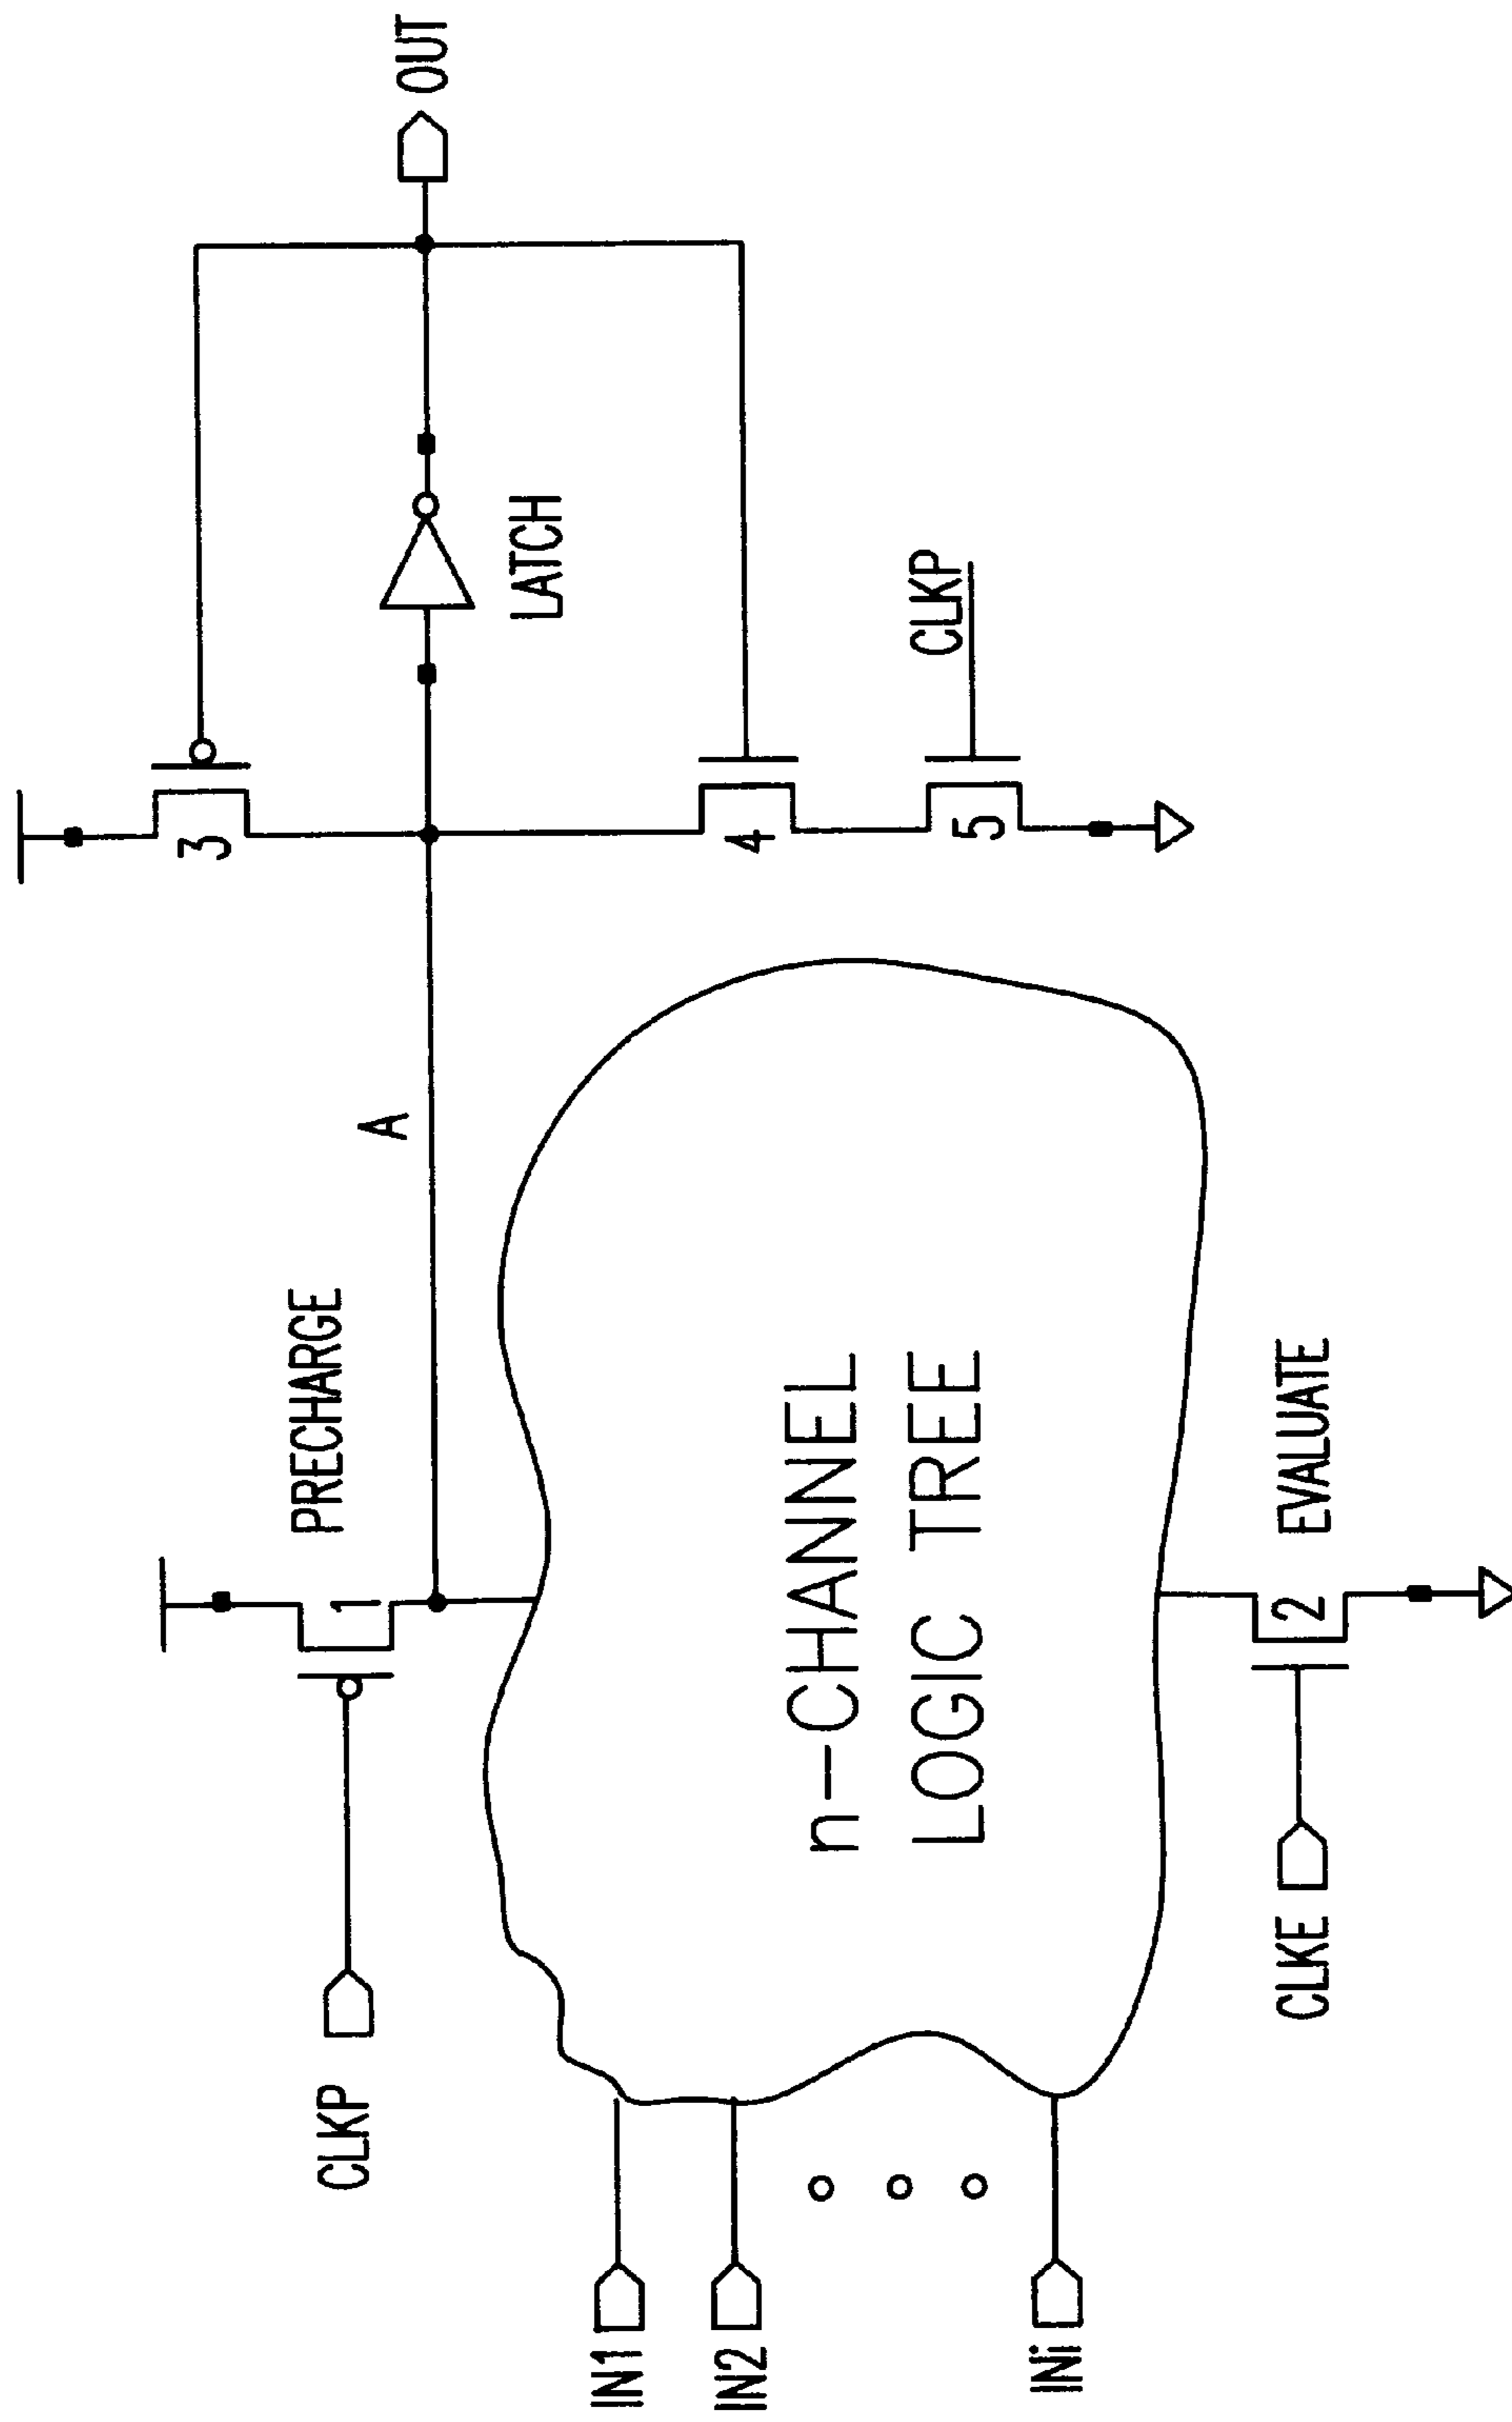 PRECHARGE
1
CLKP
A
3
LATCH
OUT
4
CLKP
5
n-CHANNEL
LOGIC TREE
IN1
IN2
INi
CLKE
2
EVALUATE